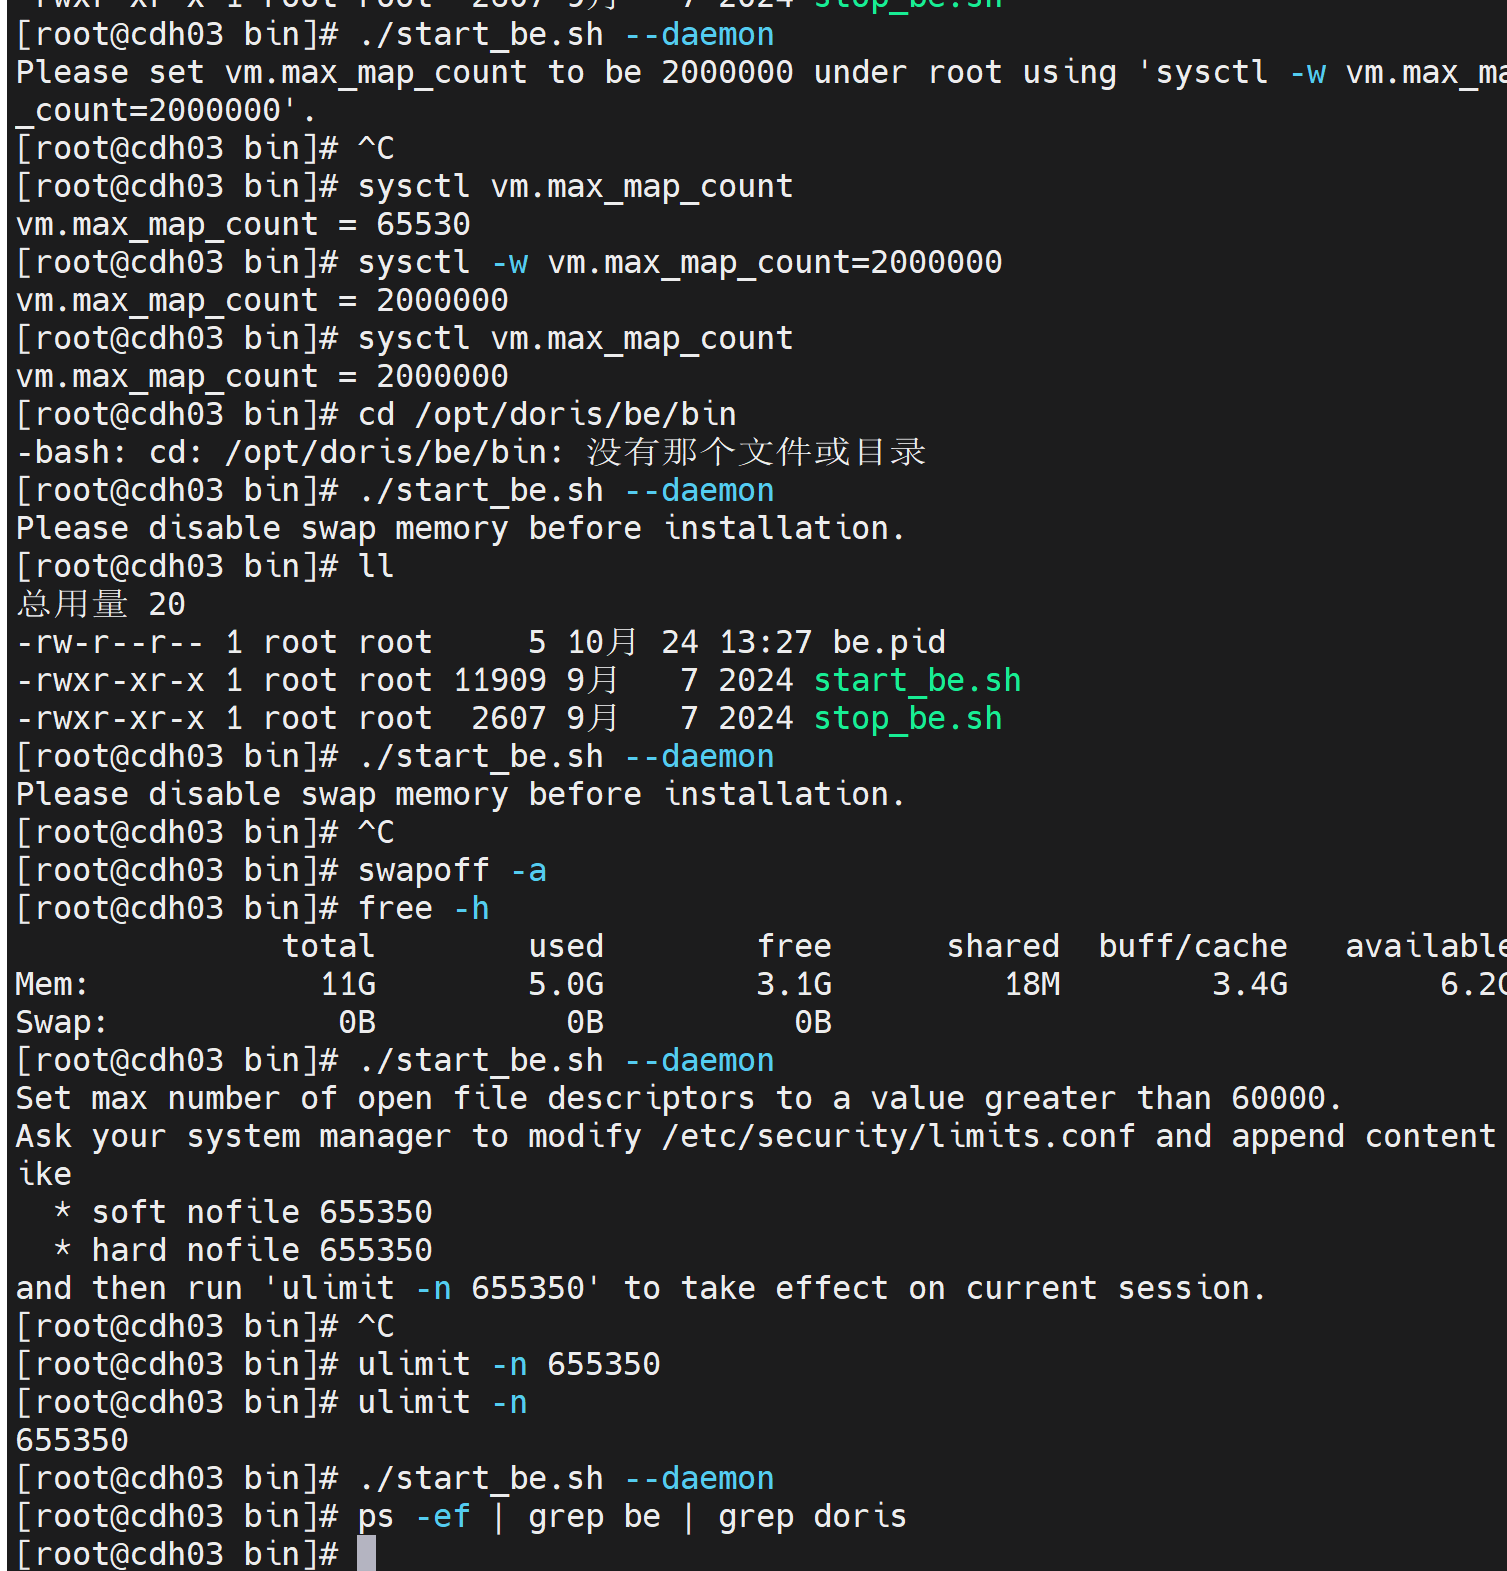 -rwxr-xr-x 1 root root  2607 9月   7 2024 stop_be.sh
[root@cdh03 bin]# ./start_be.sh --daemon
Please set vm.max_map_count to be 2000000 under root using 'sysctl -w vm.max_ma
_count=2000000'.
[root@cdh03 bin]# ^C
[root@cdh03 bin]# sysctl vm.max_map_count
vm.max_map_count = 65530
[root@cdh03 bin]# sysctl -w vm.max_map_count=2000000
vm.max_map_count = 2000000
[root@cdh03 bin]# sysctl vm.max_map_count
vm.max_map_count = 2000000
[root@cdh03 bin]# cd /opt/doris/be/bin
-bash: cd: /opt/doris/be/bin: 没有那个文件或目录
[root@cdh03 bin]# ./start_be.sh --daemon
Please disable swap memory before installation.
[root@cdh03 bin]# ll
总用量 20
-rw-r--r-- 1 root root     5 10月 24 13:27 be.pid
-rwxr-xr-x 1 root root 11909 9月   7 2024 start_be.sh
-rwxr-xr-x 1 root root  2607 9月   7 2024 stop_be.sh
[root@cdh03 bin]# ./start_be.sh --daemon
Please disable swap memory before installation.
[root@cdh03 bin]# ^C
[root@cdh03 bin]# swapoff -a
[root@cdh03 bin]# free -h
              total        used        free      shared  buff/cache   available
Mem:            11G        5.0G        3.1G         18M        3.4G        6.2G
Swap:            0B          0B          0B
[root@cdh03 bin]# ./start_be.sh --daemon
Set max number of open file descriptors to a value greater than 60000.
Ask your system manager to modify /etc/security/limits.conf and append content
ike
  * soft nofile 655350
  * hard nofile 655350
and then run 'ulimit -n 655350' to take effect on current session.
[root@cdh03 bin]# ^C
[root@cdh03 bin]# ulimit -n 655350
[root@cdh03 bin]# ulimit -n
655350
[root@cdh03 bin]# ./start_be.sh --daemon
[root@cdh03 bin]# ps -ef | grep be | grep doris
[root@cdh03 bin]#